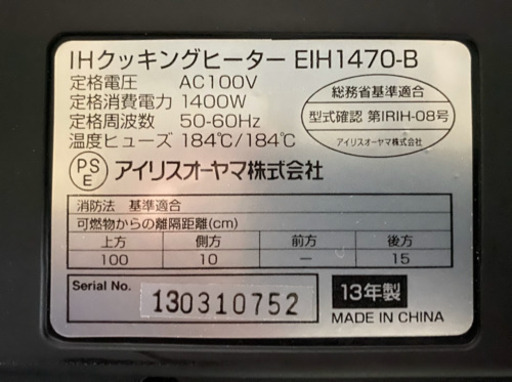 IHクッキングヒーター EIH1470-B
定格電圧 AC100V
定格消費電力 1400W
定格周波数 50-60Hz
温度ヒューズ 184℃/184℃
総務省基準適合
型式確認 第IRIH-08号
アイリスオーヤマ株式会社
PSE アイリスオーヤマ株式会社
消防法 基準適合
可燃物からの離隔距離(cm)
上方 側方 前方 後方
100 10 — 15
Serial No. 130310752
13年製
MADE IN CHINA